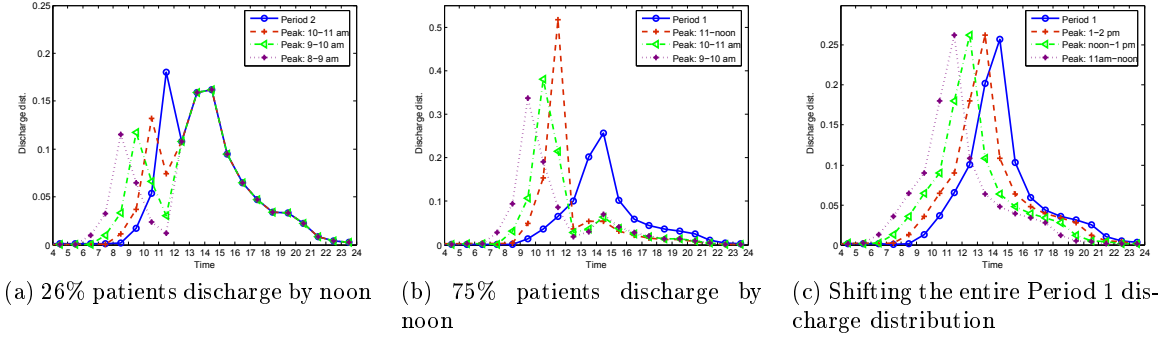 0.25
0.2
0.15
0.1
0.05
0
Discharge dist.
4 5 6 7 8 9 10 11 12 13 14 15 16 17 18 19 20 21 22 23 24
Time
Period 2
Peak: 10−11 am
Peak: 9−10 am
Peak: 8−9 am
(a) 26% patients discharge by noon
0.5
0.4
0.3
0.2
0.1
0
Discharge dist.
4 5 6 7 8 9 10 11 12 13 14 15 16 17 18 19 20 21 22 23 24
Time
Period 1
Peak: 11−noon
Peak: 10−11 am
Peak: 9−10 am
(b) 75% patients discharge by
noon
0.25
0.2
0.15
0.1
0.05
0
Discharge dist.
4 5 6 7 8 9 10 11 12 13 14 15 16 17 18 19 20 21 22 23 24
Time
Period 1
Peak: 1−2 pm
Peak: noon−1 pm
Peak: 11am−noon
(c) Shifting the entire Period 1 dis-
charge distribution